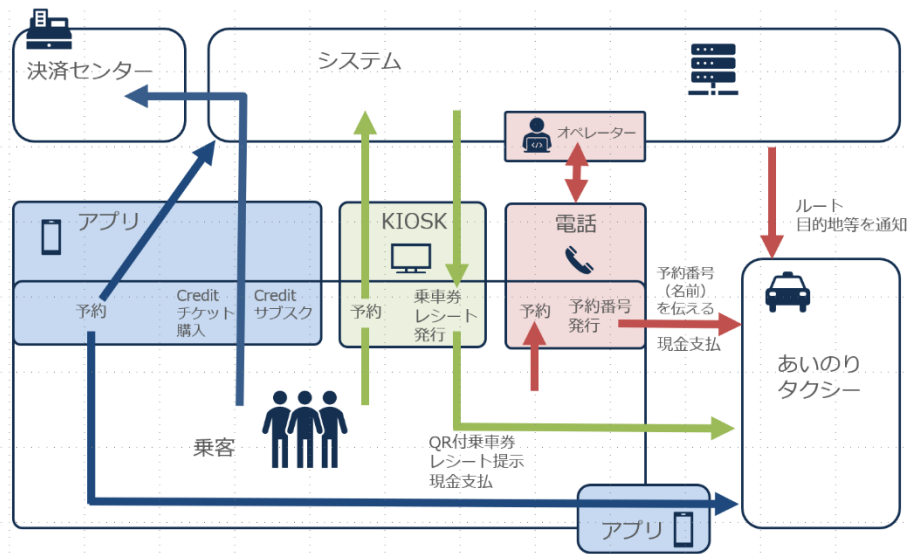 決済センター
システム
オペレーター
アプリ
KIOSK
電話
ルート
目的地等を通知
予約
Credit
チケット
購入
Credit
サブスク
予約
乗車券
レシート
発行
予約
予約番号
発行
予約番号
（名前）
を伝える
現金支払
あいのり
タクシー
乗客
QR付乗車券
レシート提示
現金支払
アプリ